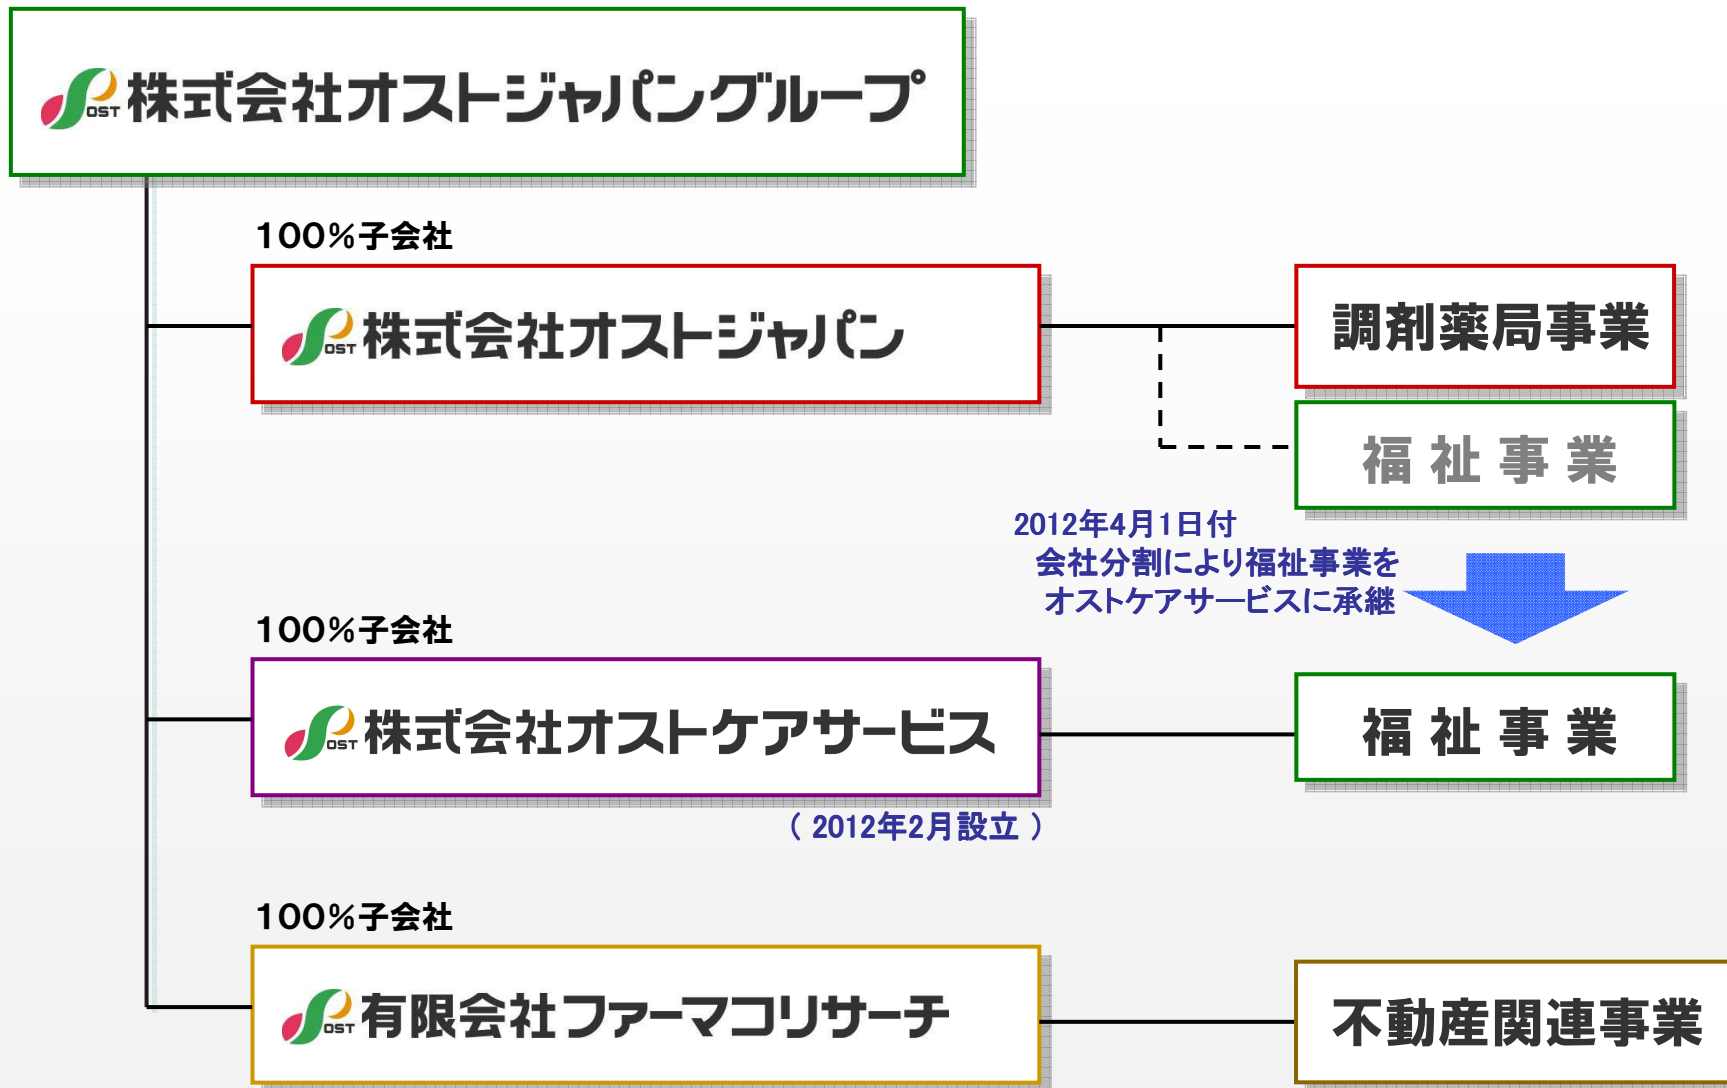 OST 株式会社オストジャパングループ
100%子会社
OST 株式会社オストジャパン
調剤薬局事業
福祉事業
2012年4月1日付
会社分割により福祉事業を
オストケアサービスに承継
100%子会社
OST 株式会社オストケアサービス
福祉事業
( 2012年2月設立 )
100%子会社
OST 有限会社ファーマコリサーチ
不動産関連事業